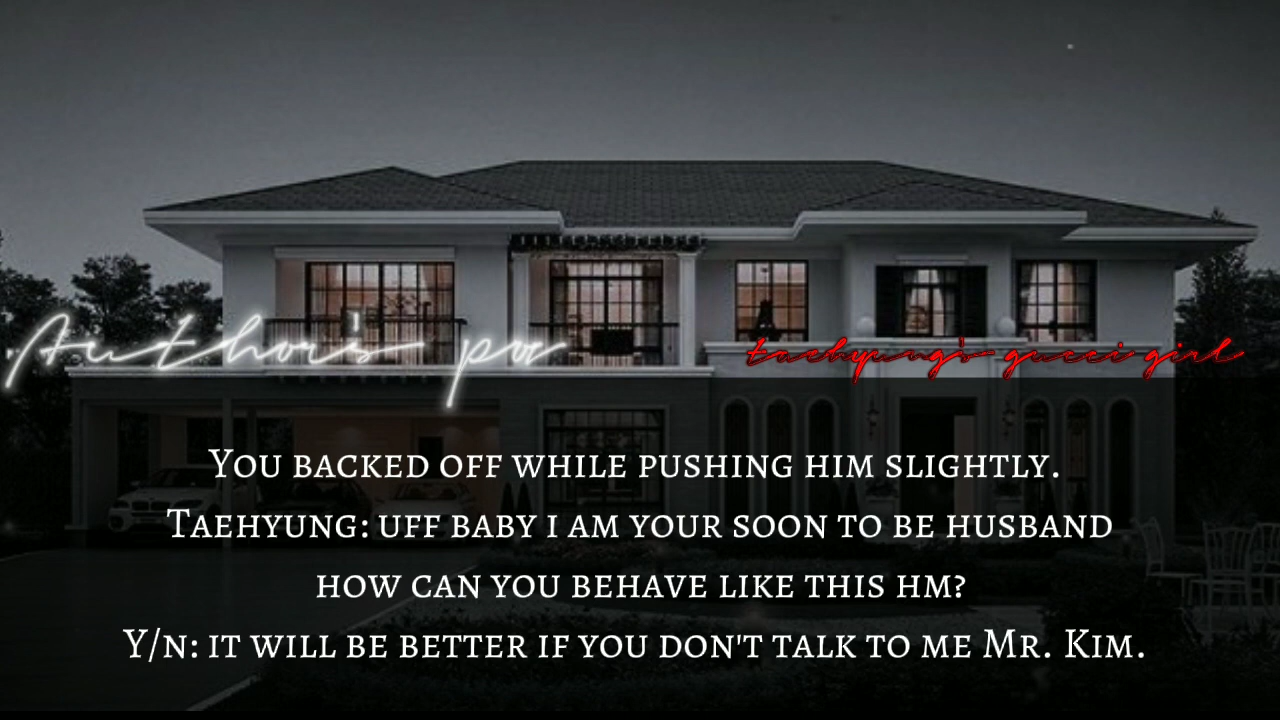 Author's pov
taehyung's gucci girl
You backed off while pushing him slightly.
Taehyung: uff baby i am your soon to be husband
how can you behave like this hm?
Y/n: it will be better if you don't talk to me Mr. Kim.